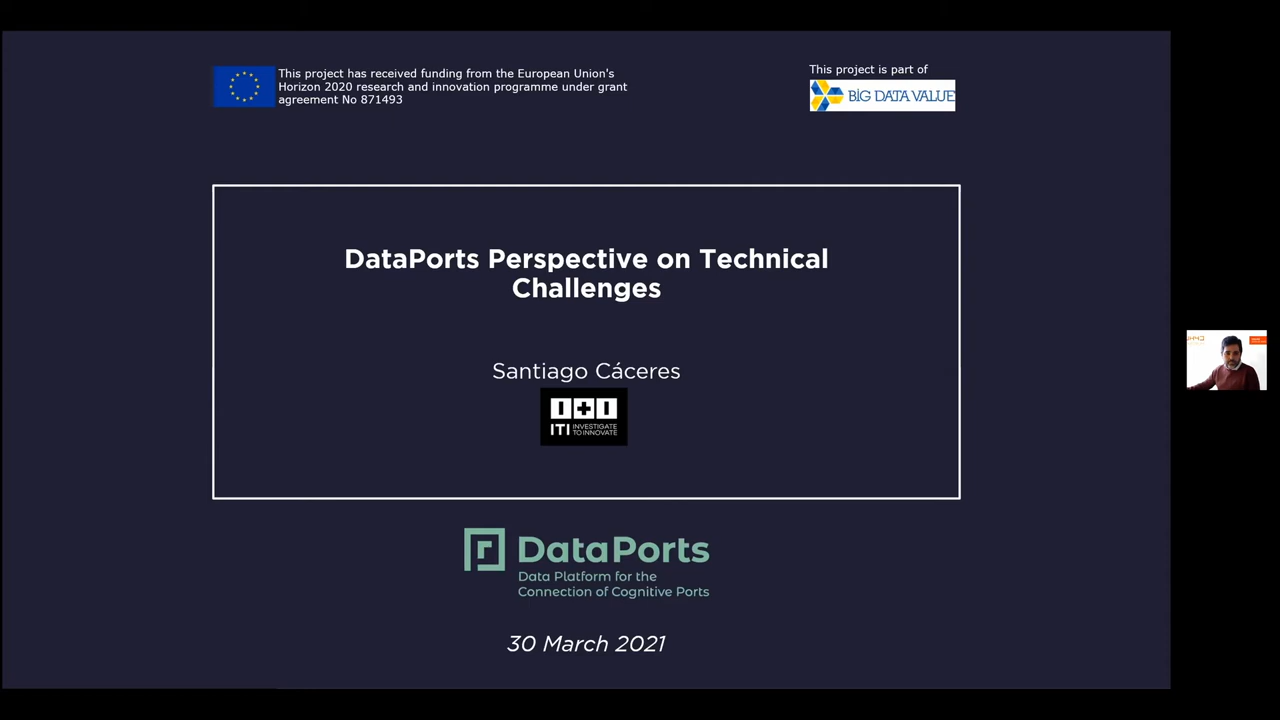 This project has received funding from the European Union's
Horizon 2020 research and innovation programme under grant
agreement No 871493
This project is part of
BIG DATA VALUE
DataPorts Perspective on Technical
Challenges
Santiago Cáceres
ITI INVESTIGATE
TO INNOVATE
DataPorts
Data Platform for the
Connection of Cognitive Ports
30 March 2021